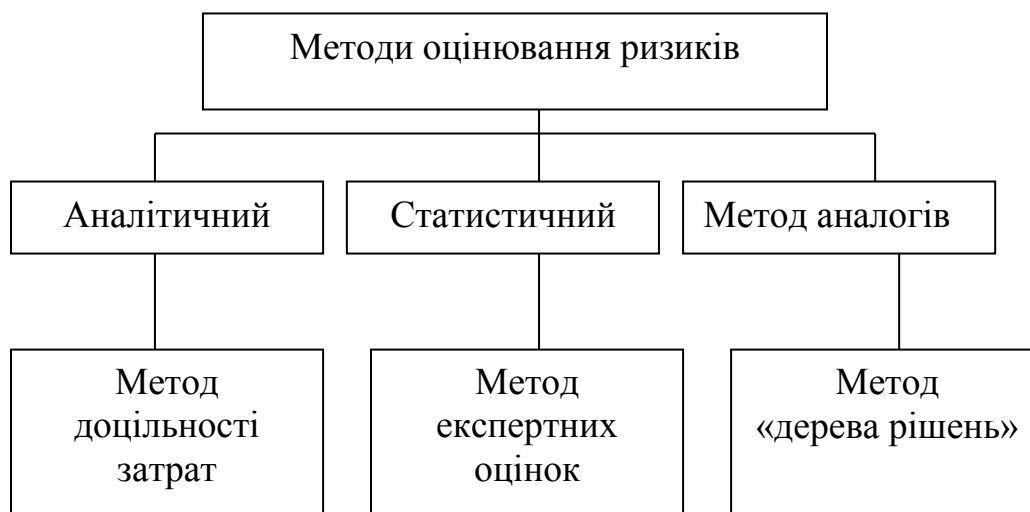 Методи оцінювання ризиків
Аналітичний
Статистичний
Метод аналогів
Метод
доцільності
затрат
Метод
експертних
оцінок
Метод
«дерева рішень»